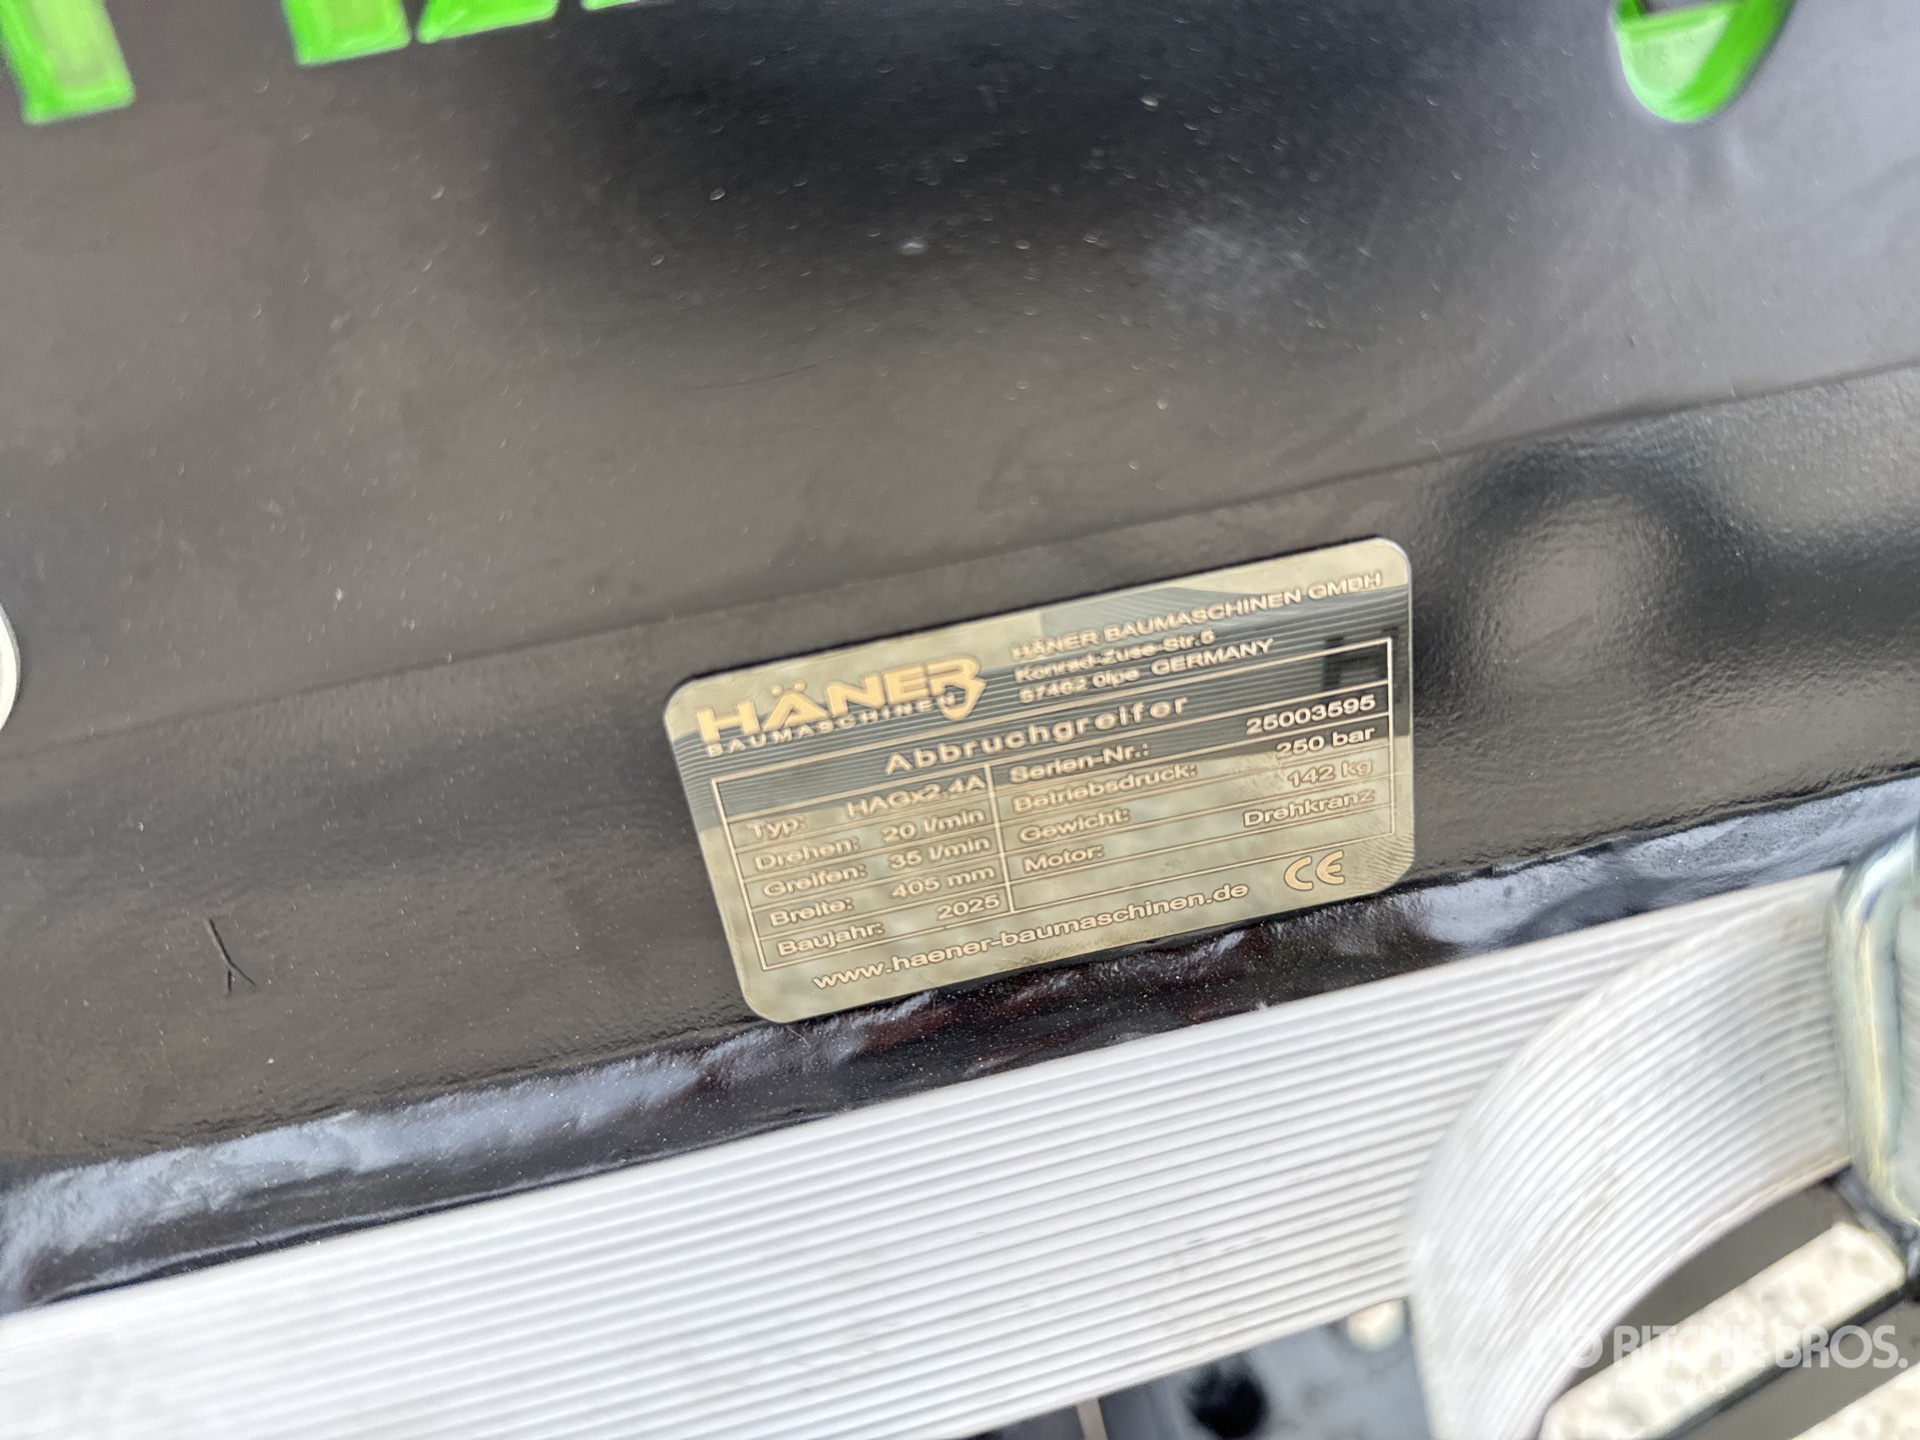 HÄNER
BAUMASCHINEN
HÄNER BAUMASCHINEN GMBH
Konrad-Zuse-Str.6
57462 Olpe GERMANY
Abbruchgreifer
Typ: HAGx2.4A
Drehen: 20 l/min
Greifen: 35 l/min
Breite: 405 mm
Baujahr: 2025
Serien-Nr.: 25003595
Betriebsdruck: 250 bar
Gewicht: 142 kg
Motor: Drehkranz
www.haener-baumaschinen.de CE
RITCHIE BROS.